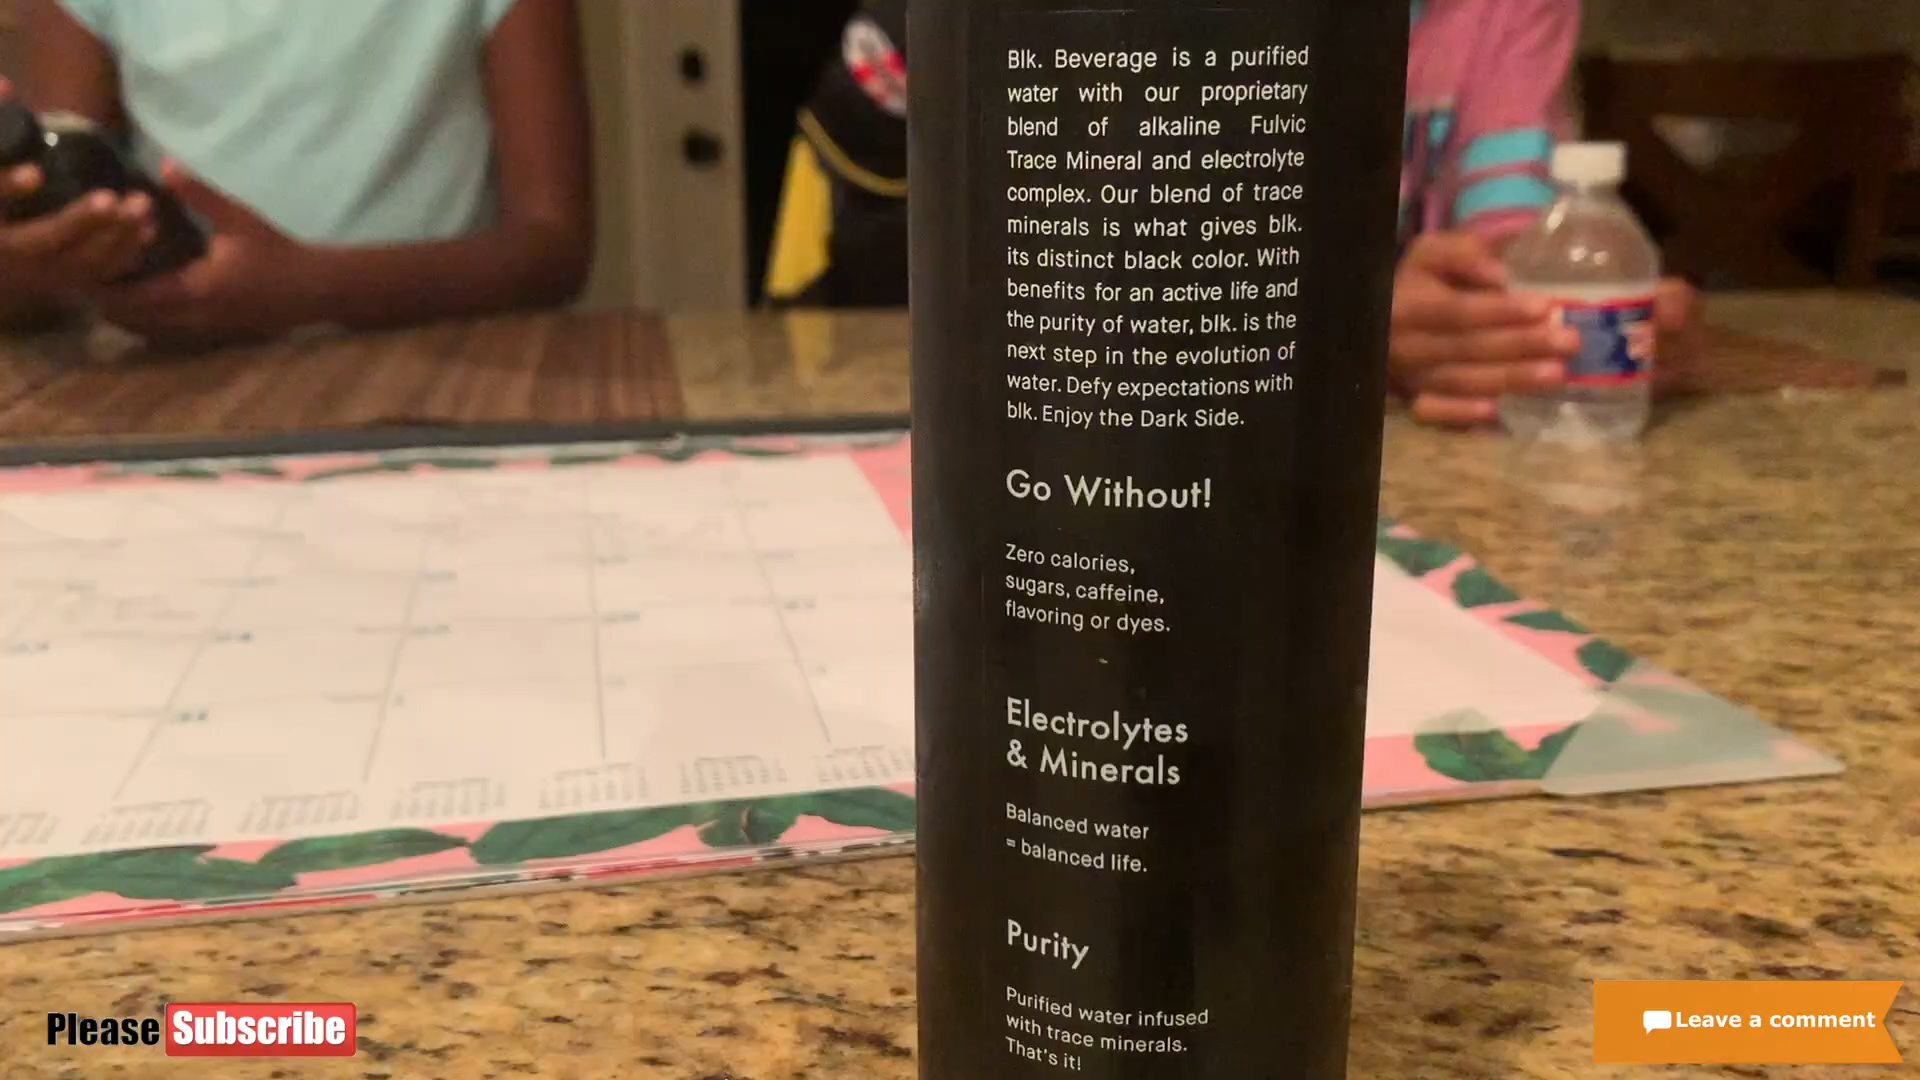 Blk. Beverage is a purified
water with our proprietary
blend of alkaline Fulvic
Trace Mineral and electrolyte
complex. Our blend of trace
minerals is what gives blk.
its distinct black color. With
benefits for an active life and
the purity of water, blk. is the
next step in the evolution of
water. Defy expectations with
blk. Enjoy the Dark Side.
Go Without!
Zero calories,
sugars, caffeine,
flavoring or dyes.
Electrolytes
& Minerals
Balanced water
= balanced life.
Purity
Purified water infused
with trace minerals.
That's it!
Please Subscribe
Leave a comment